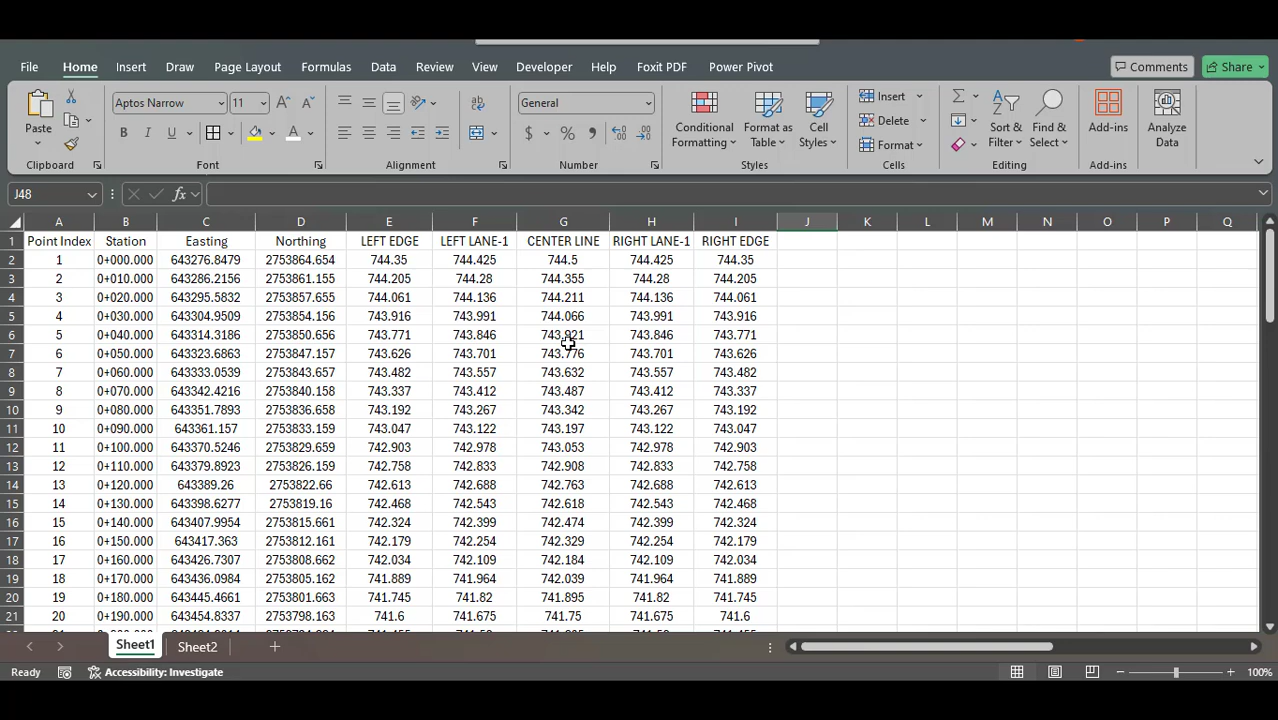 File Home Insert Draw Page Layout Formulas Data Review View Developer Help Foxit PDF Power Pivot Comments Share
Paste Aptos Narrow 11 General Conditional Formatting Format as Table Cell Styles Insert Delete Format Sort & Filter Find & Select Add-ins Analyze Data
Clipboard Font Alignment Number Styles Cells Editing Add-ins
J48 fx
A B C D E F G H I J K L M N O P Q
1 Point Index Station Easting Northing LEFT EDGE LEFT LANE-1 CENTER LINE RIGHT LANE-1 RIGHT EDGE
2 1 0+000.000 643276.8479 2753864.654 744.35 744.425 744.5 744.425 744.35
3 2 0+010.000 643286.2156 2753861.155 744.205 744.28 744.355 744.28 744.205
4 3 0+020.000 643295.5832 2753857.655 744.061 744.136 744.211 744.136 744.061
5 4 0+030.000 643304.9509 2753854.156 743.916 743.991 744.066 743.991 743.916
6 5 0+040.000 643314.3186 2753850.656 743.771 743.846 743.921 743.846 743.771
7 6 0+050.000 643323.6863 2753847.157 743.626 743.701 743.776 743.701 743.626
8 7 0+060.000 643333.0539 2753843.657 743.482 743.557 743.632 743.557 743.482
9 8 0+070.000 643342.4216 2753840.158 743.337 743.412 743.487 743.412 743.337
10 9 0+080.000 643351.7893 2753836.658 743.192 743.267 743.342 743.267 743.192
11 10 0+090.000 643361.157 2753833.159 743.047 743.122 743.197 743.122 743.047
12 11 0+100.000 643370.5246 2753829.659 742.903 742.978 743.053 742.978 742.903
13 12 0+110.000 643379.8923 2753826.159 742.758 742.833 742.908 742.833 742.758
14 13 0+120.000 643389.26 2753822.66 742.613 742.688 742.763 742.688 742.613
15 14 0+130.000 643398.6277 2753819.16 742.468 742.543 742.618 742.543 742.468
16 15 0+140.000 643407.9954 2753815.661 742.324 742.399 742.474 742.399 742.324
17 16 0+150.000 643417.363 2753812.161 742.179 742.254 742.329 742.254 742.179
18 17 0+160.000 643426.7307 2753808.662 742.034 742.109 742.184 742.109 742.034
19 18 0+170.000 643436.0984 2753805.162 741.889 741.964 742.039 741.964 741.889
20 19 0+180.000 643445.4661 2753801.663 741.745 741.82 741.895 741.82 741.745
21 20 0+190.000 643454.8337 2753798.163 741.6 741.675 741.75 741.675 741.6
Sheet1 Sheet2
Ready Accessibility: Investigate 100%